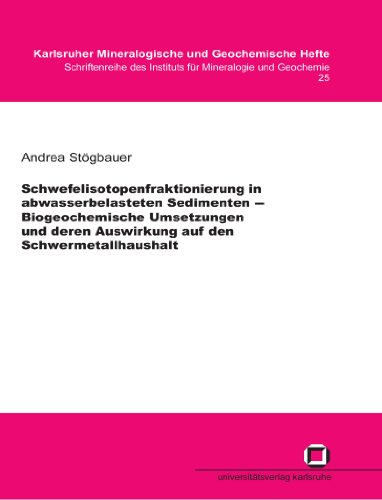 Karlsruher Mineralogische und Geochemische Hefte
Schriftenreihe des Instituts für Mineralogie und Geochemie
25
Andrea Stögbauer
Schwefelisotopenfraktionierung in
abwasserbelasteten Sedimenten –
Biogeochemische Umsetzungen
und deren Auswirkung auf den
Schwermetallhaushalt
universitätsverlag karlsruhe